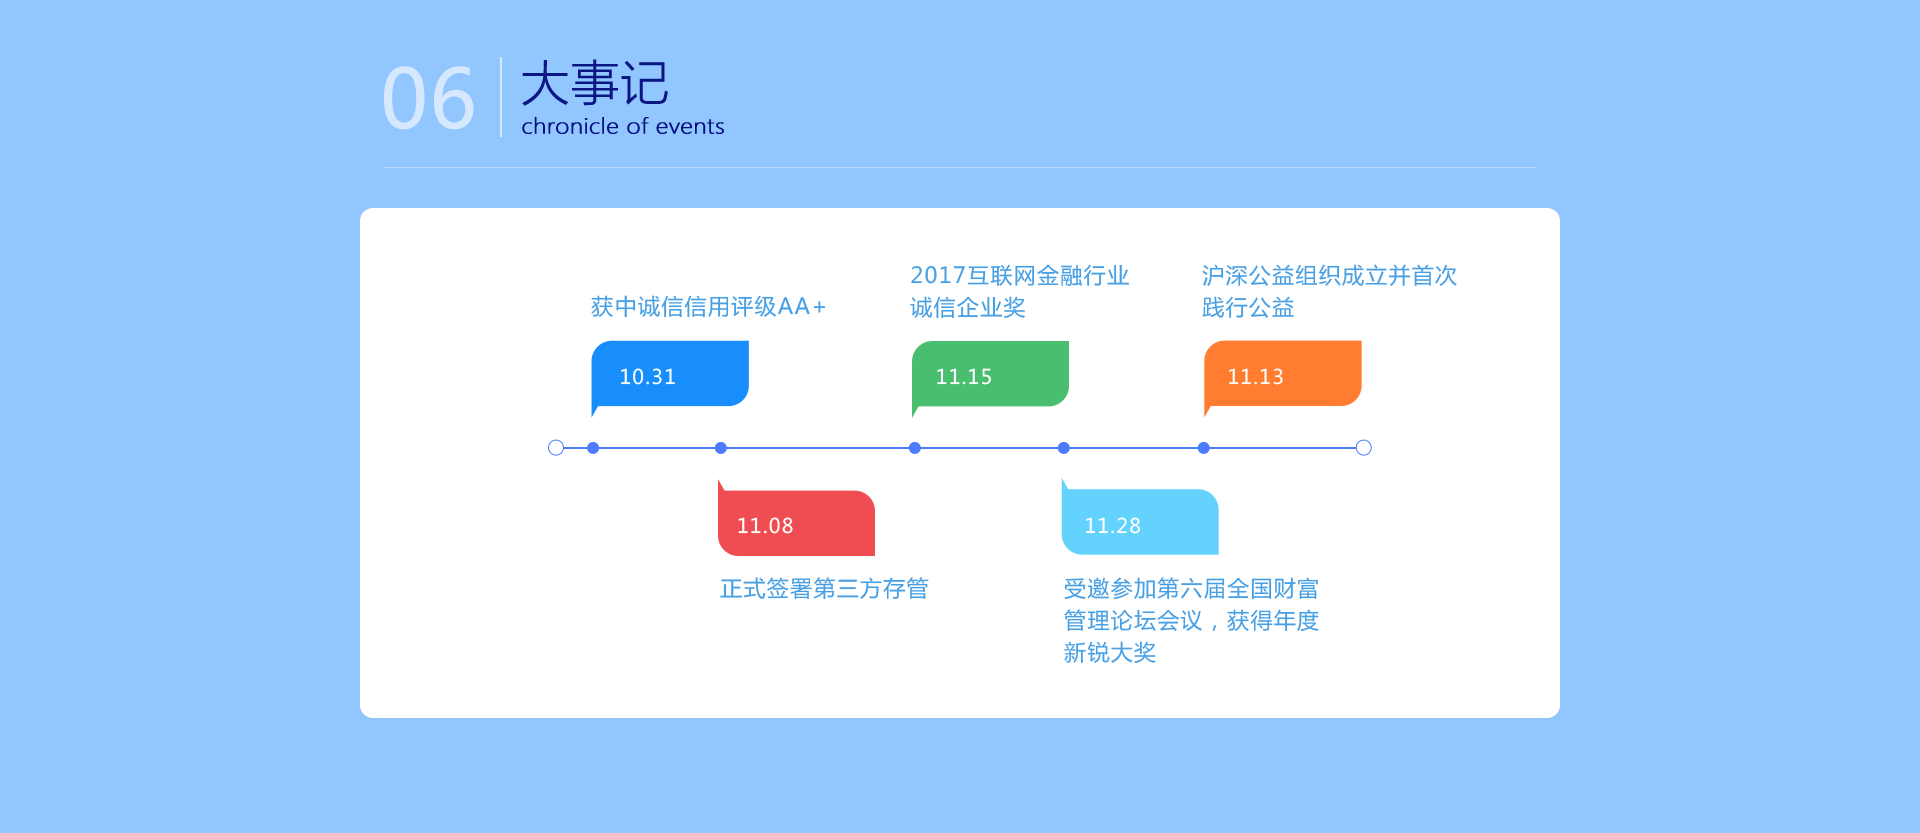 06
大事记
chronicle of events
获中诚信信用评级AA+
10.31
11.08
正式签署第三方存管
2017互联网金融行业
诚信企业奖
11.15
11.28
受邀参加第六届全国财富
管理论坛会议，获得年度
新锐大奖
沪深公益组织成立并首次
践行公益
11.13